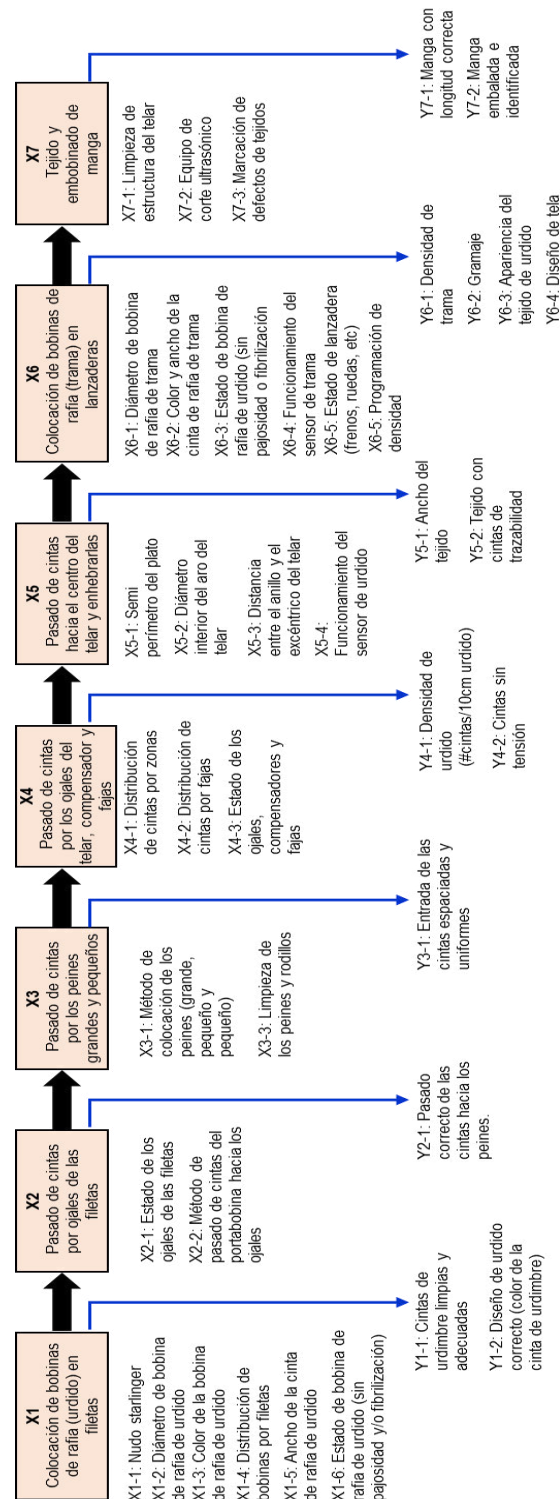 X1
Colocación de bobinas
de rafia (urdido) en
filetas
X1-1: Nudo starlinger
X1-2: Diámetro de bobina
de rafia de urdido
X1-3: Color de la bobina
de rafia de urdido
X1-4: Distribución de
bobinas por filetas
X1-5: Ancho de la cinta
de rafia de urdido
X1-6: Estado de bobina de
rafia de urdido (sin
pajosidad y/o fibrilización)
Y1-1: Cintas de
urdimbre limpias y
adecuadas
Y1-2: Diseño de urdido
correcto (color de la
cinta de urdimbre)
X2
Pasado de cintas
por ojales de las
filetas
X2-1: Estado de los
ojales de las filetas
X2-2: Método de
pasado de cintas del
portabobina hacia los
ojales
Y2-1: Pasado
correcto de las
cintas hacia los
peines.
X3
Pasado de cintas
por los peines
grandes y pequeños
X3-1: Método de
colocación de los
peines (grande,
pequeño y
pequeño)
X3-3: Limpieza de
los peines y rodillos
Y3-1: Entrada de las
cintas espaciadas y
uniformes
X4
Pasado de cintas
por los ojales del
telar, compensador y
fajas
X4-1: Distribución
de cintas por zonas
X4-2: Distribución de
cintas por fajas
X4-3: Estado de los
ojales,
compensadores y
fajas
Y4-1: Densidad de
urdido
(#cintas/10cm urdido)
Y4-2: Cintas sin
tensión
X5
Pasado de cintas
hacia el centro del
telar y enhebrarlas
X5-1: Semi
perímetro del plato
X5-2: Diámetro
interior del aro del
telar
X5-3: Distancia
entre el anillo y el
excéntrico del telar
X5-4:
Funcionamiento del
sensor de urdido
Y5-1: Ancho del
tejido
Y5-2: Tejido con
cintas de
trazabilidad
X6
Colocación de bobinas de
rafia (trama) en
lanzaderas
X6-1: Diámetro de bobina
de rafia de trama
X6-2: Color y ancho de la
cinta de rafia de trama
X6-3: Estado de bobina de
rafia de urdido (sin
pajosidad o fibrilización
X6-4: Funcionamiento del
sensor de trama
X6-5: Estado de lanzadera
(frenos, ruedas, etc)
X6-5: Programación de
densidad
Y6-1: Densidad de
trama
Y6-2: Gramaje
Y6-3: Apariencia del
tejido de urdido
Y6-4: Diseño de tela
X7
Tejido y
embobinado de
manga
X7-1: Limpieza de
estructura del telar
X7-2: Equipo de
corte ultrasónico
X7-3: Marcación de
defectos de tejidos
Y7-1: Manga con
longitud correcta
Y7-2: Manga
embalada e
identificada